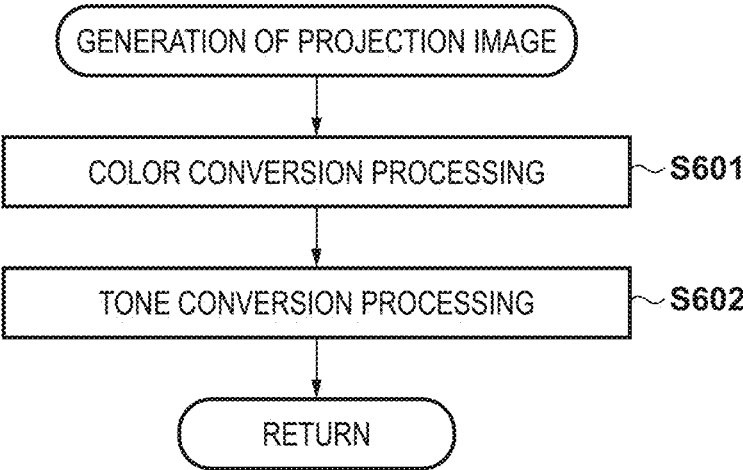 GENERATION OF PROJECTION IMAGE
COLOR CONVERSION PROCESSING
S601
TONE CONVERSION PROCESSING
S602
RETURN